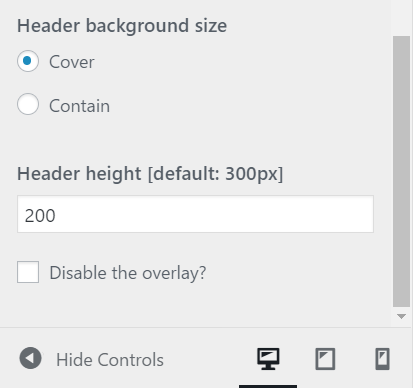 Header background size
Cover
Contain
Header height [default: 300px]
200
Disable the overlay?
Hide Controls